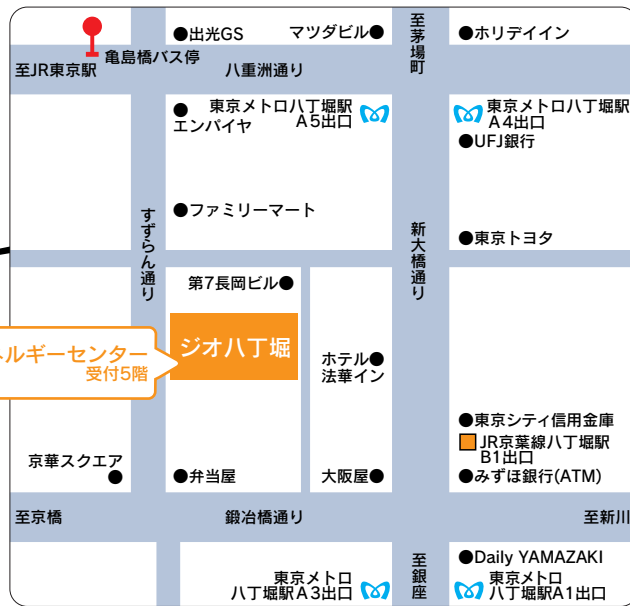 ●出光GS
マツダビル●
至茅場町
●ホリデイイン
亀島橋バス停
至JR東京駅
八重洲通り
●
エンパイヤ
東京メトロ八丁堀駅
A5出口
東京メトロ八丁堀駅
A4出口
●UFJ銀行
●ファミリーマート
すずらん通り
新大橋通り
●東京トヨタ
第7長岡ビル●
ジオ八丁堀
ネルギーセンター
受付5階
ホテル●
法華イン
●東京シティ信用金庫
JR京葉線八丁堀駅
B1出口
京華スクエア
●
●弁当屋
大阪屋●
●みずほ銀行(ATM)
至京橋
鍛冶橋通り
至新川
至銀座
●Daily YAMAZAKI
東京メトロ
八丁堀駅A3出口
東京メトロ
八丁堀駅A1出口